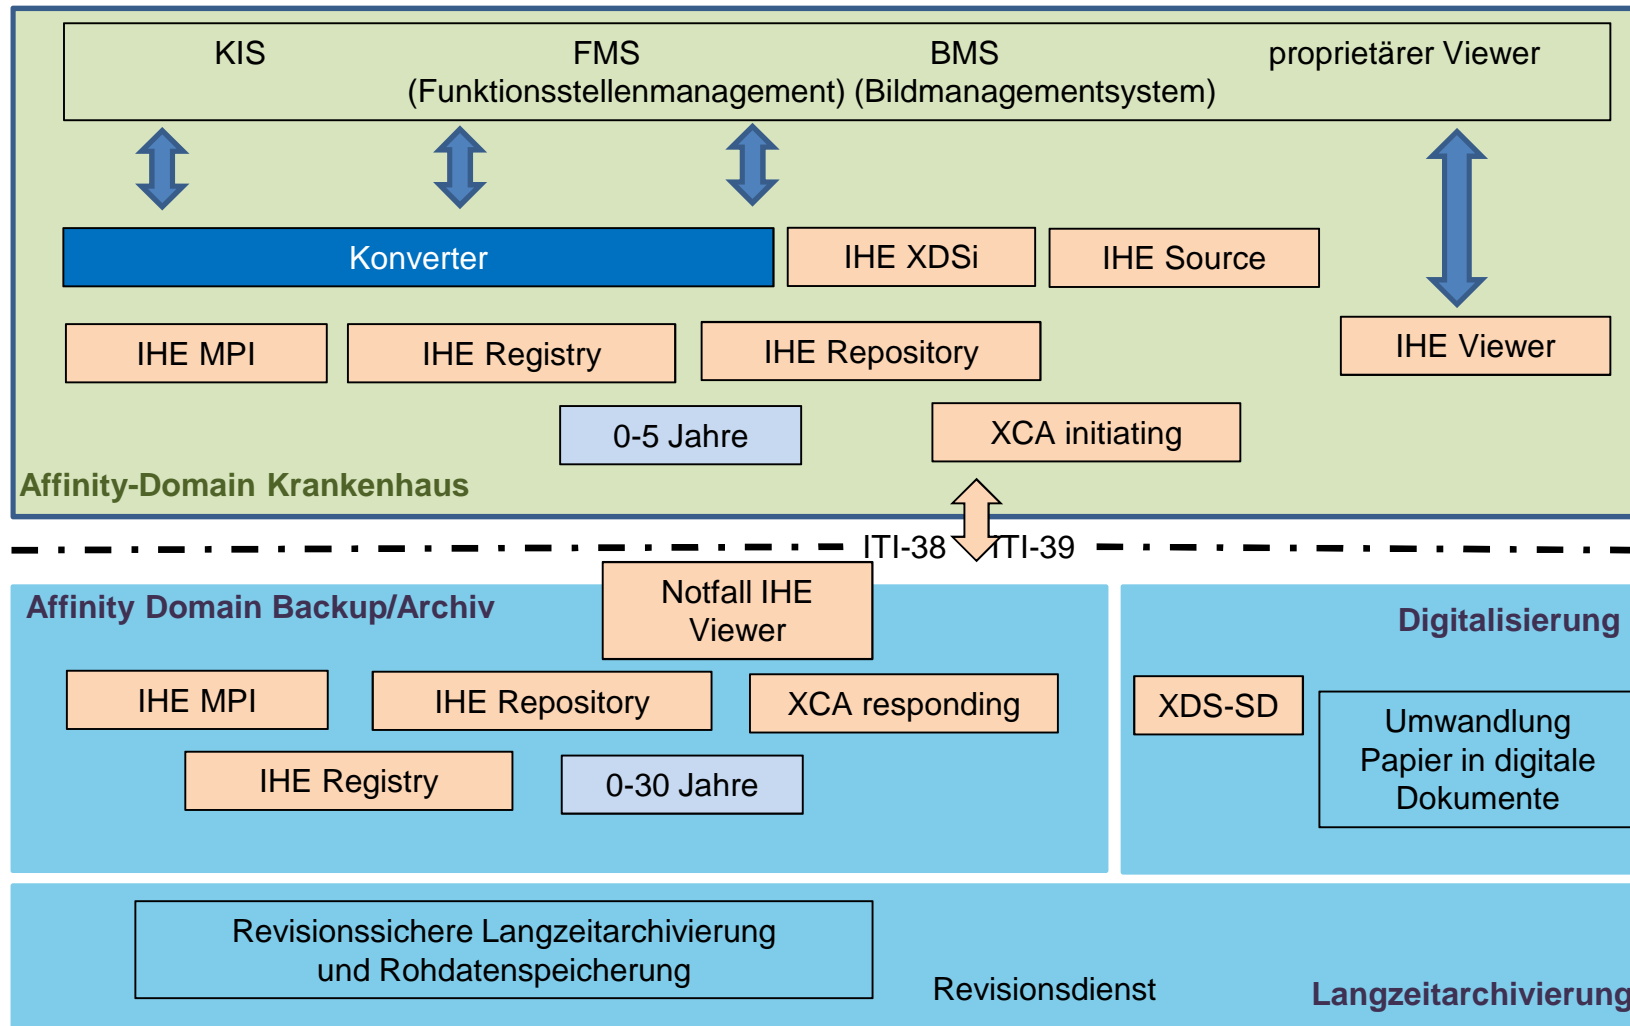 KIS FMS BMS proprietärer Viewer
(Funktionsstellenmanagement) (Bildmanagementsystem)
Konverter
IHE XDSi
IHE Source
IHE MPI
IHE Registry
IHE Repository
IHE Viewer
0-5 Jahre
XCA initiating
Affinity-Domain Krankenhaus
ITI-38 ITI-39
Affinity Domain Backup/Archiv
Notfall IHE
Viewer
Digitalisierung
IHE MPI
IHE Repository
XCA responding
XDS-SD
Umwandlung
Papier in digitale
Dokumente
IHE Registry
0-30 Jahre
Revisionssichere Langzeitarchivierung
und Rohdatenspeicherung
Revisionsdienst
Langzeitarchivierung